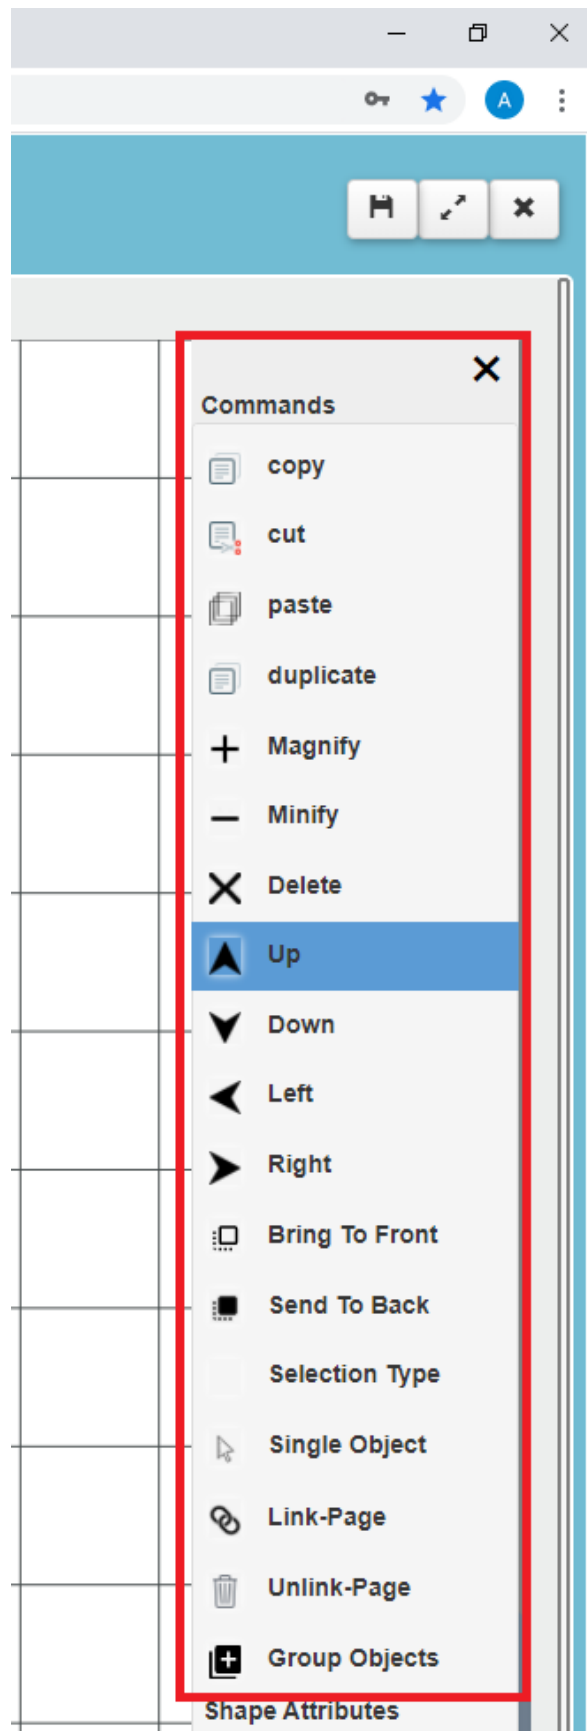 A
Commands
copy
cut
paste
duplicate
Magnify
Minify
Delete
Up
Down
Left
Right
Bring To Front
Send To Back
Selection Type
Single Object
Link-Page
Unlink-Page
Group Objects
Shape Attributes